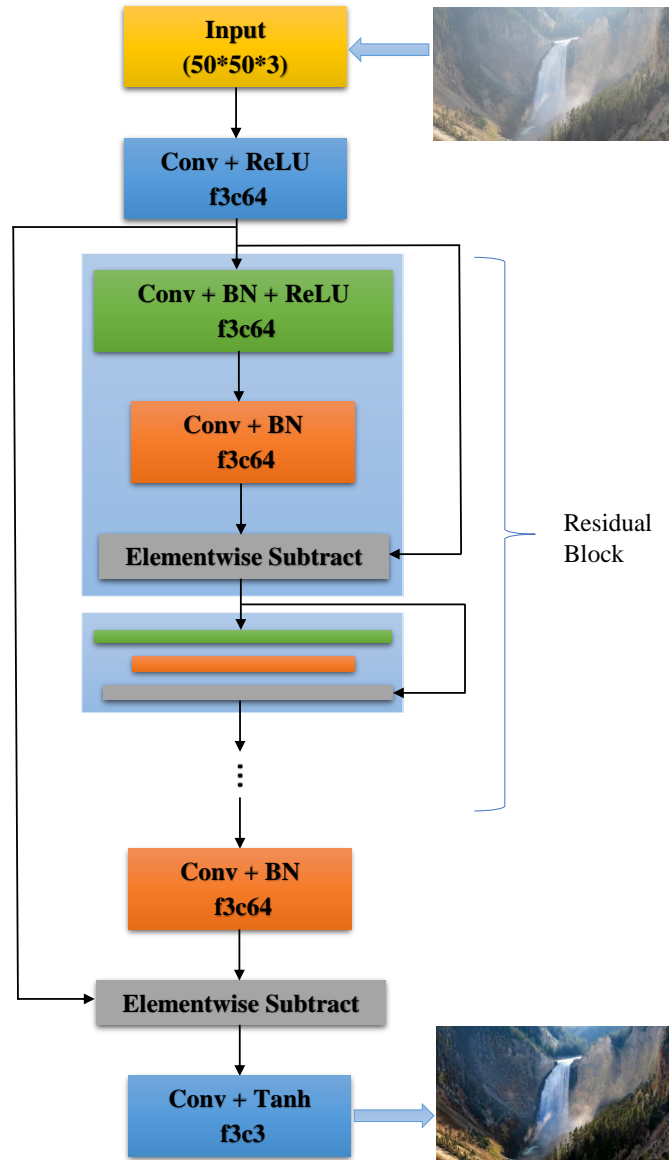 Input
(50*50*3)
Conv + ReLU
f3c64
Conv + BN + ReLU
f3c64
Conv + BN
f3c64
Elementwise Subtract
Residual
Block
...
Conv + BN
f3c64
Elementwise Subtract
Conv + Tanh
f3c3